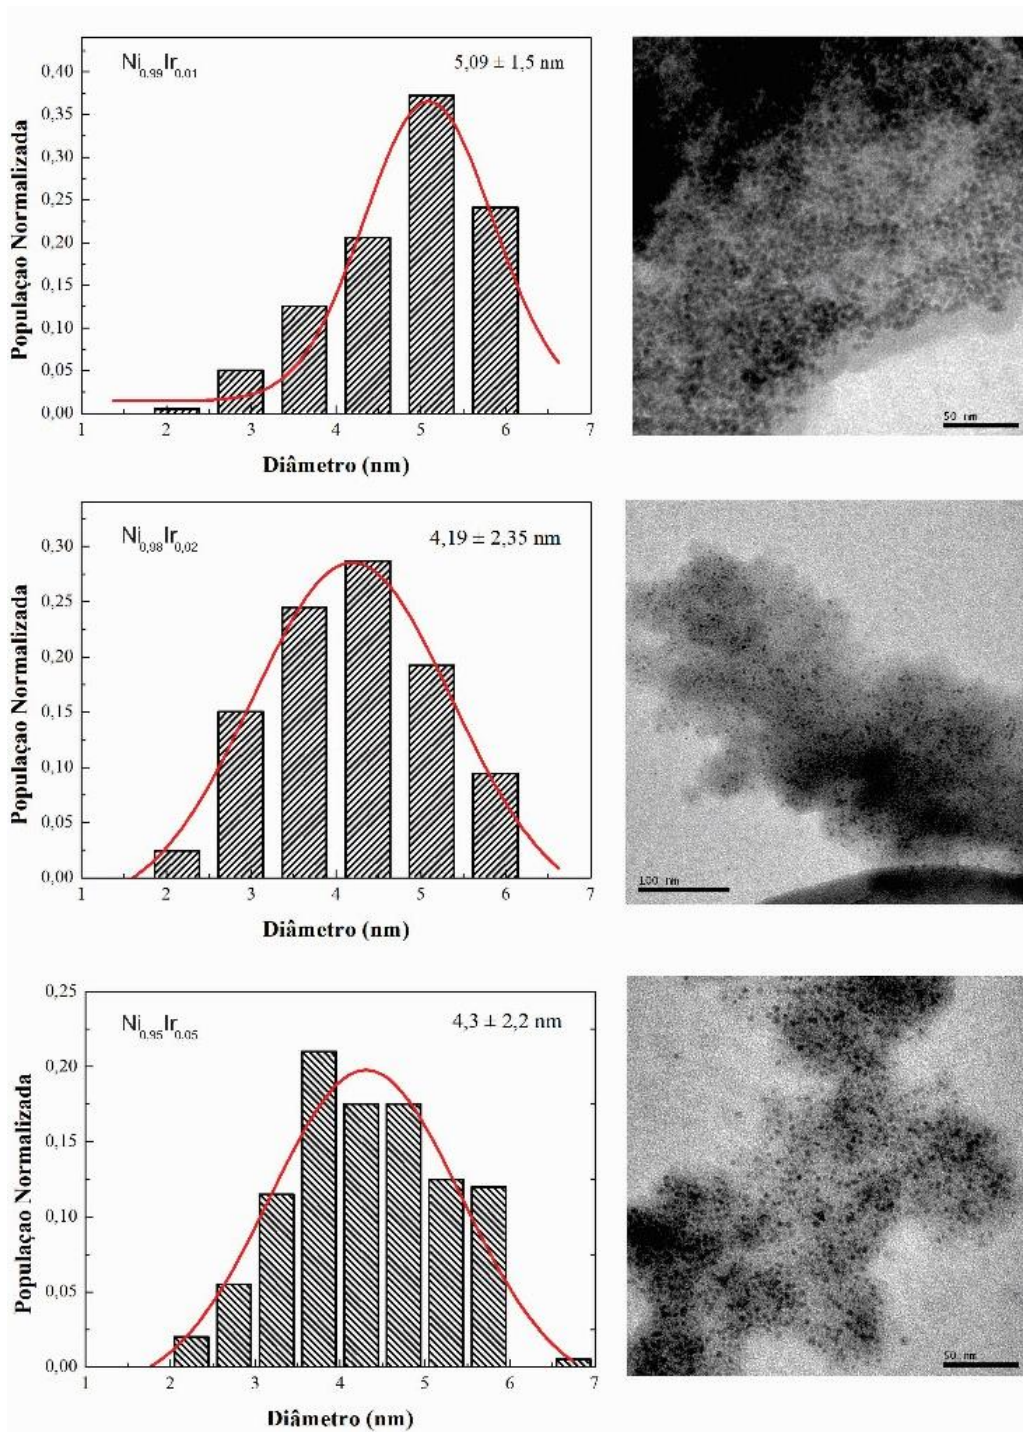 Ni0.99Ir0.01
5,09 ± 1,5 nm
0,40
0,35
0,30
0,25
0,20
0,15
0,10
0,05
0,00
Populaçao Normalizada
1 2 3 4 5 6 7
Diâmetro (nm)
50 nm
Ni0,98Ir0,02
4,19 ± 2,35 nm
0,30
0,25
0,20
0,15
0,10
0,05
0,00
Populaçao Normalizada
1 2 3 4 5 6 7
Diâmetro (nm)
100 nm
Ni0.95Ir0.05
4,3 ± 2,2 nm
0,25
0,20
0,15
0,10
0,05
0,00
Populaçao Normalizada
1 2 3 4 5 6 7
Diâmetro (nm)
50 nm